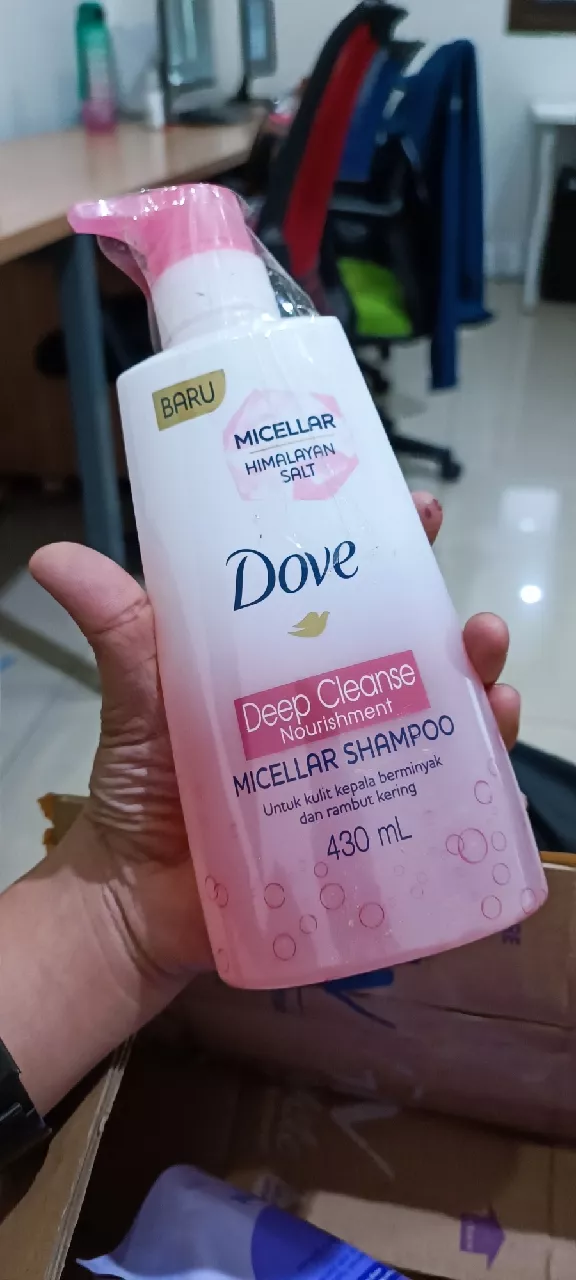 BARU
MICELLAR
HIMALAYAN
SALT
Dove
Deep Cleanse
Nourishment
MICELLAR SHAMPOO
Untuk kulit kepala berminyak
dan rambut kering
430 mL